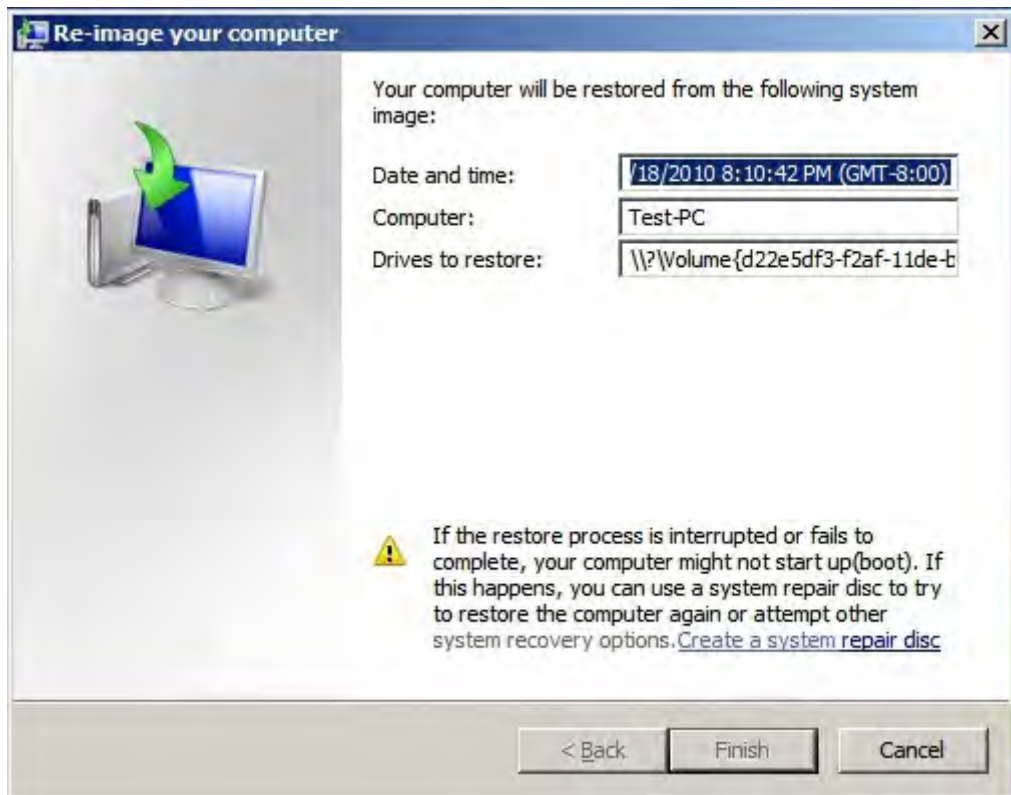 Re-image your computer
Your computer will be restored from the following system
image:
Date and time: /18/2010 8:10:42 PM (GMT-8:00)
Computer: Test-PC
Drives to restore: \\?\Volume{d22e5df3-f2af-11de-b
If the restore process is interrupted or fails to
complete, your computer might not start up(boot). If
this happens, you can use a system repair disc to try
to restore the computer again or attempt other
system recovery options.Create a system repair disc
< Back Finish Cancel